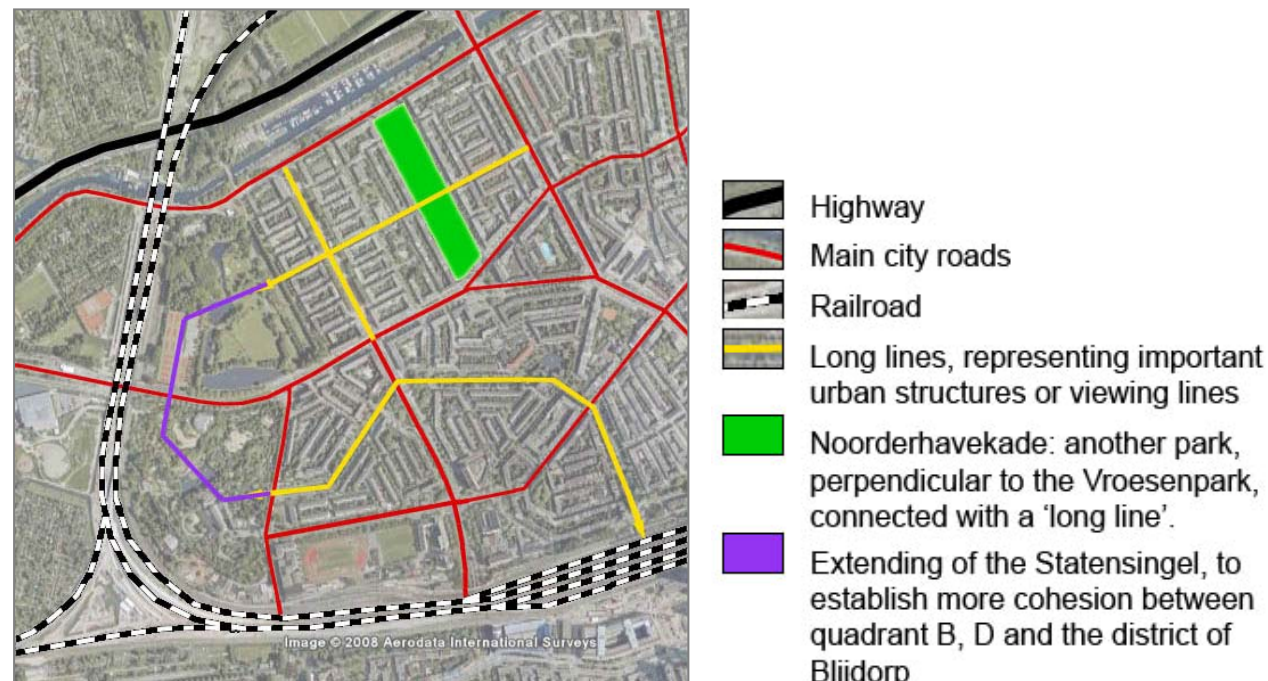 Highway
Main city roads
Railroad
Long lines, representing important
urban structures or viewing lines
Noorderhavekade: another park,
perpendicular to the Vroesenpark,
connected with a ‘long line’.
Extending of the Statensingel, to
establish more cohesion between
quadrant B, D and the district of
Blijdorp
Image © 2008 Aerodata International Surveys